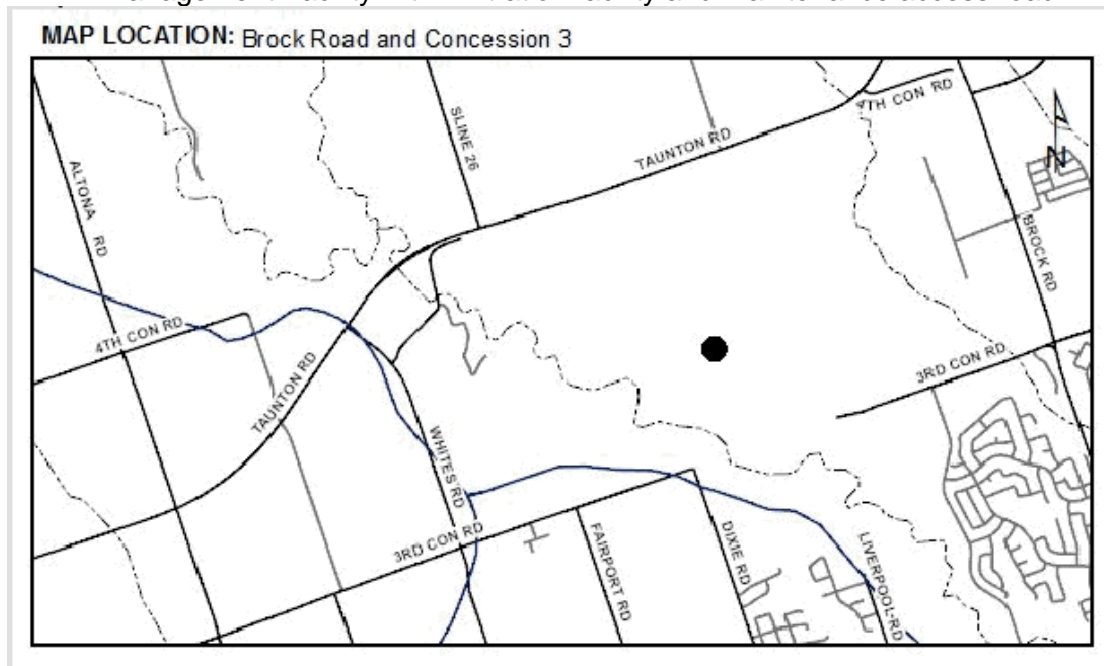 MAP LOCATION: Brock Road and Concession 3
SLINE 26
4TH CON RD
TAUNTON RD
N
ALTONA RD
BROCK RD
4TH CON RD
3RD CON RD
TAUNTON RD
WHITES RD
3RD CON RD
FAIRPORT RD
DIXIE RD
LIVERPOOL RD